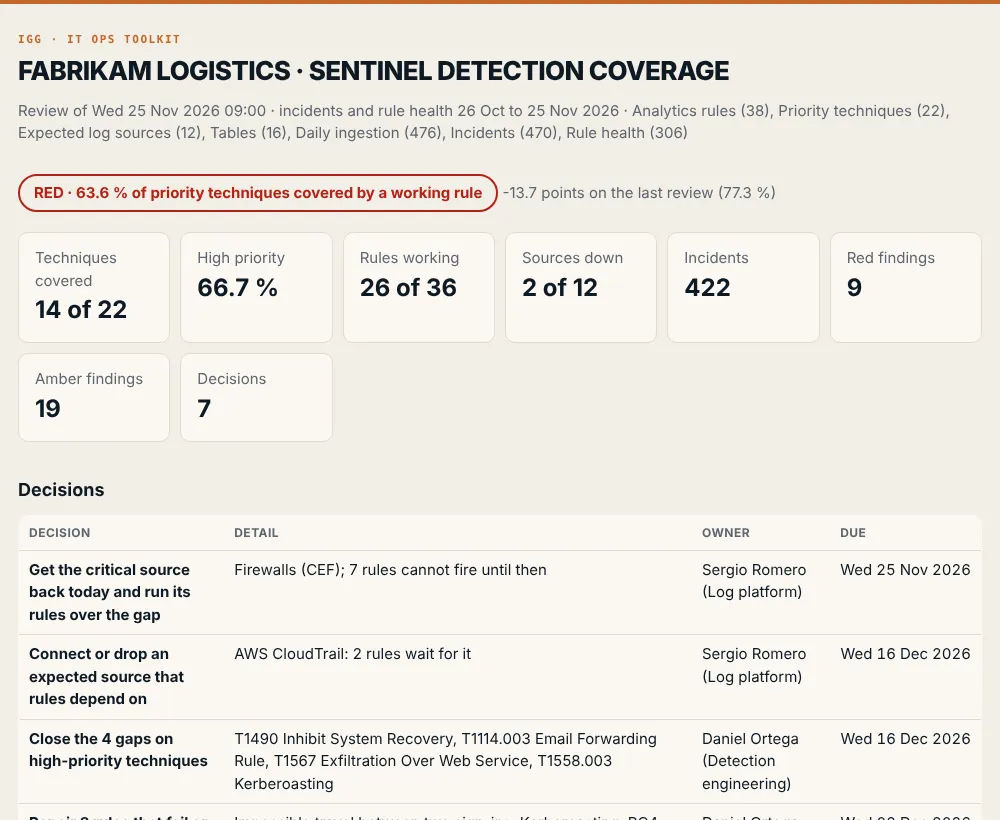 IGG · IT OPS TOOLKIT
FABRIKAM LOGISTICS · SENTINEL DETECTION COVERAGE
Review of Wed 25 Nov 2026 09:00 · incidents and rule health 26 Oct to 25 Nov 2026 · Analytics rules (38), Priority techniques (22),
Expected log sources (12), Tables (16), Daily ingestion (476), Incidents (470), Rule health (306)
RED · 63.6 % of priority techniques covered by a working rule -13.7 points on the last review (77.3 %)
Techniques
covered
14 of 22
High priority
66.7 %
Rules working
26 of 36
Sources down
2 of 12
Incidents
422
Red findings
9
Amber findings
19
Decisions
7
Decisions
DECISION DETAIL OWNER DUE
Get the critical source
back today and run its
rules over the gap
Firewalls (CEF); 7 rules cannot fire until then
Sergio Romero
(Log platform)
Wed 25 Nov 2026
Connect or drop an
expected source that
rules depend on
AWS CloudTrail: 2 rules wait for it
Sergio Romero
(Log platform)
Wed 16 Dec 2026
Close the 4 gaps on
high-priority techniques
T1490 Inhibit System Recovery, T1114.003 Email Forwarding
Rule, T1567 Exfiltration Over Web Service, T1558.003
Kerberoasting
Daniel Ortega
(Detection
engineering)
Wed 16 Dec 2026